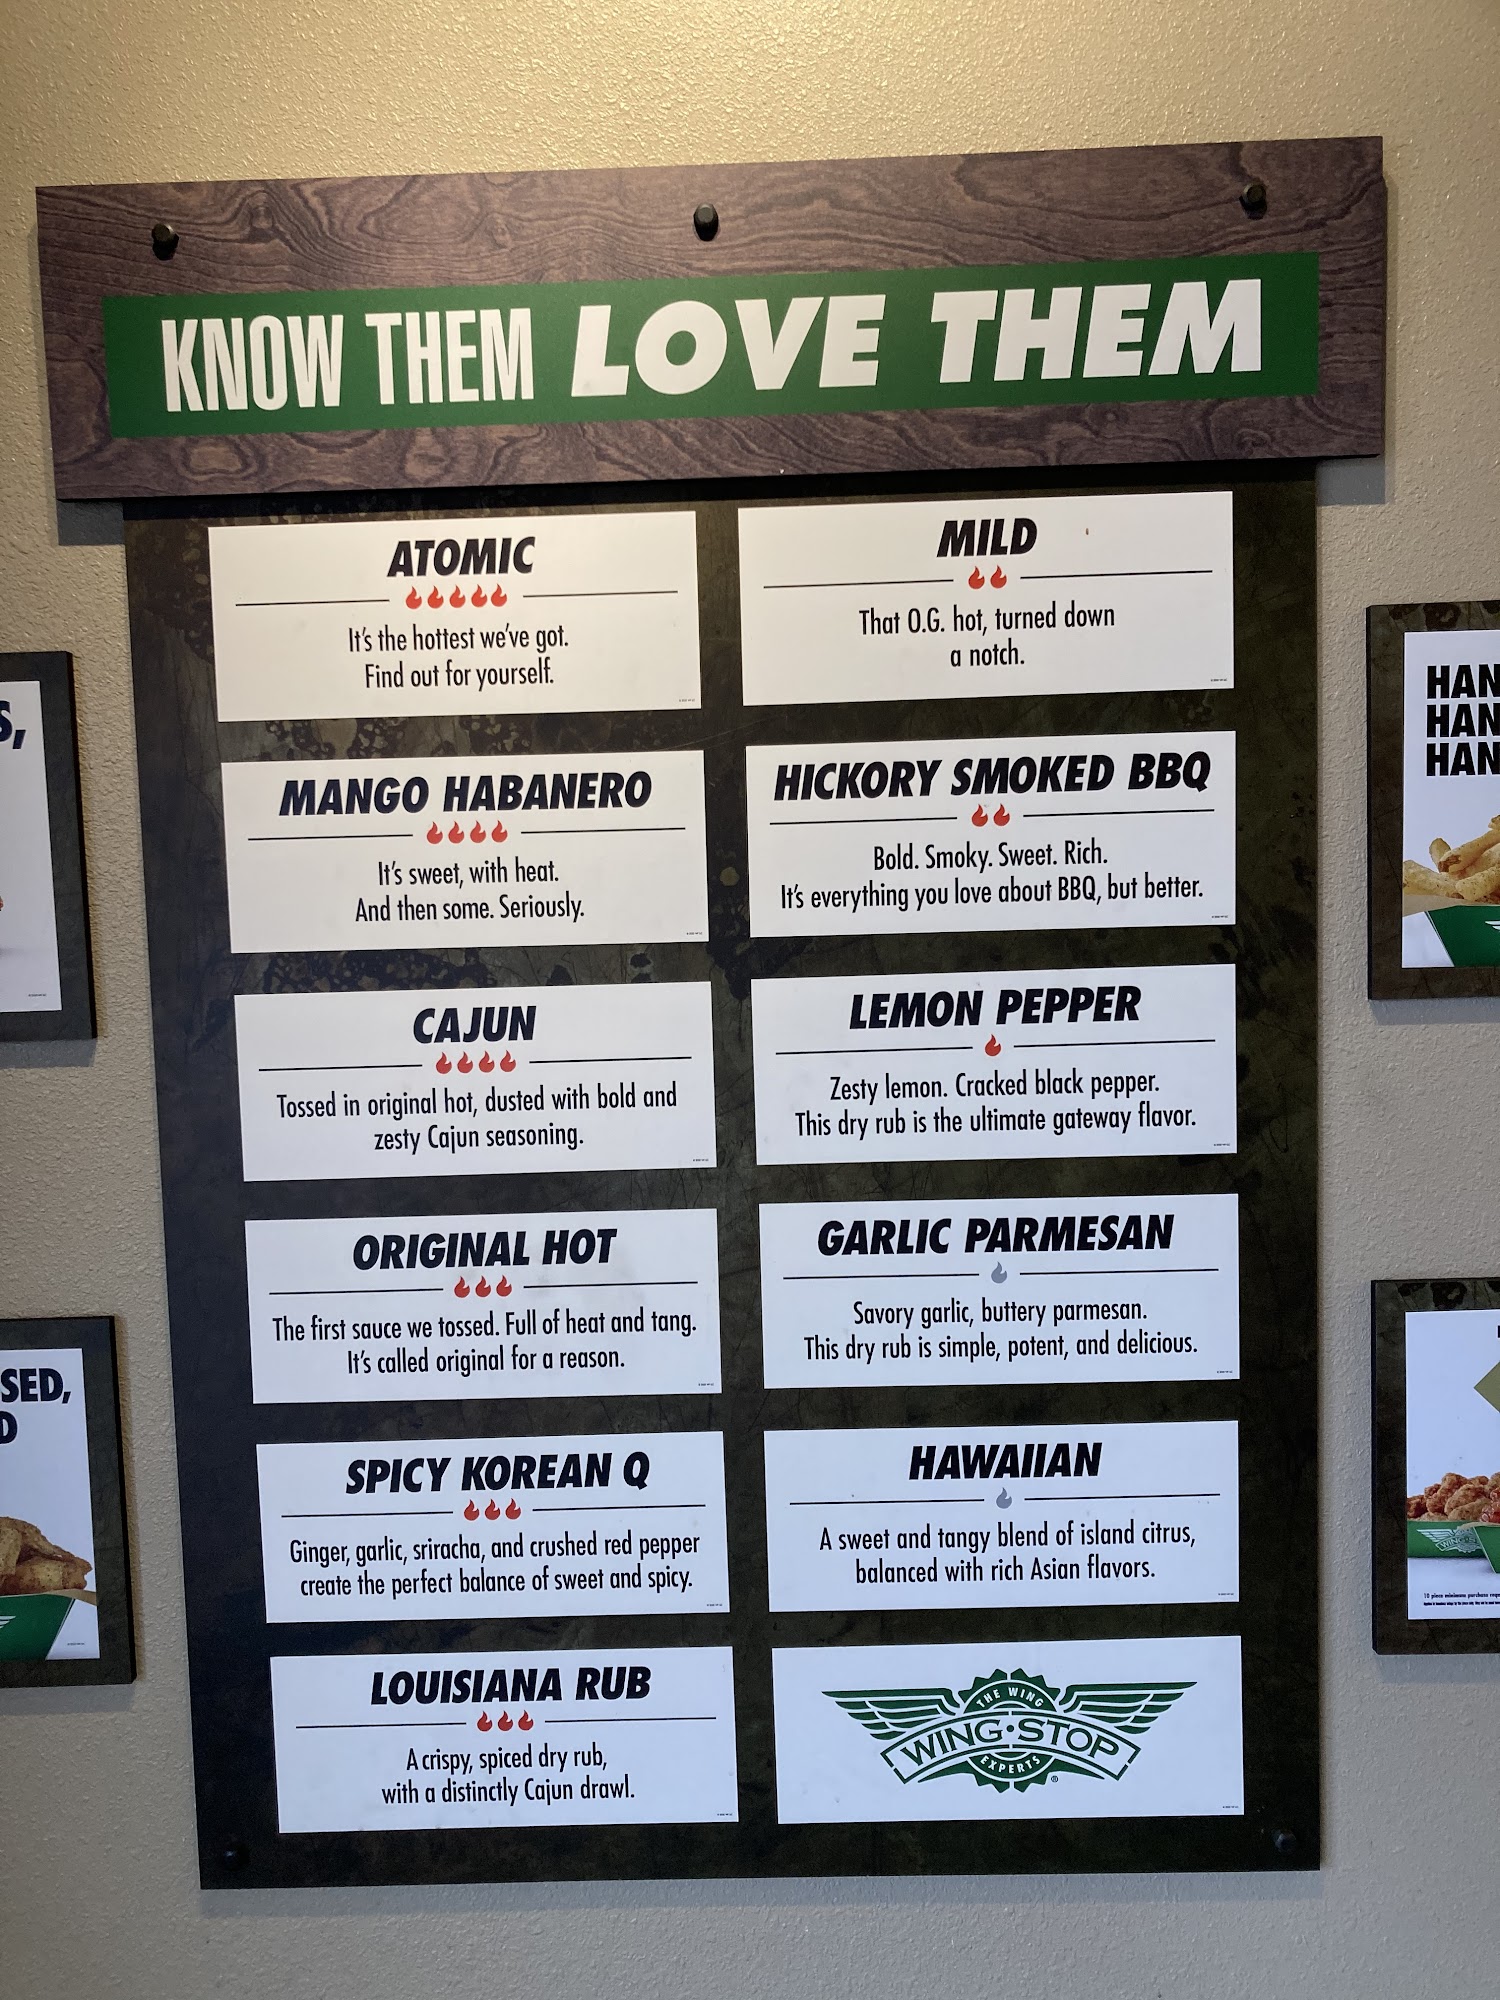 KNOW THEM LOVE THEM
ATOMIC
It's the hottest we've got.
Find out for yourself.
MANGO HABANERO
It's sweet, with heat.
And then some. Seriously.
CAJUN
Tossed in original hot, dusted with bold and
zesty Cajun seasoning.
ORIGINAL HOT
The first sauce we tossed. Full of heat and tang.
It's called original for a reason.
SPICY KOREAN Q
Ginger, garlic, sriracha, and crushed red pepper
create the perfect balance of sweet and spicy.
LOUISIANA RUB
A crispy, spiced dry rub,
with a distinctly Cajun drawl.
MILD
That O.G. hot, turned down
a notch.
HICKORY SMOKED BBQ
Bold. Smoky. Sweet. Rich.
It's everything you love about BBQ, but better.
LEMON PEPPER
Zesty lemon. Cracked black pepper.
This dry rub is the ultimate gateway flavor.
GARLIC PARMESAN
Savory garlic, buttery parmesan.
This dry rub is simple, potent, and delicious.
HAWAIIAN
A sweet and tangy blend of island citrus,
balanced with rich Asian flavors.
THE WING
WING·STOP
EXPERTS
®
S,
SED,
D
HAN
HAN
HAN